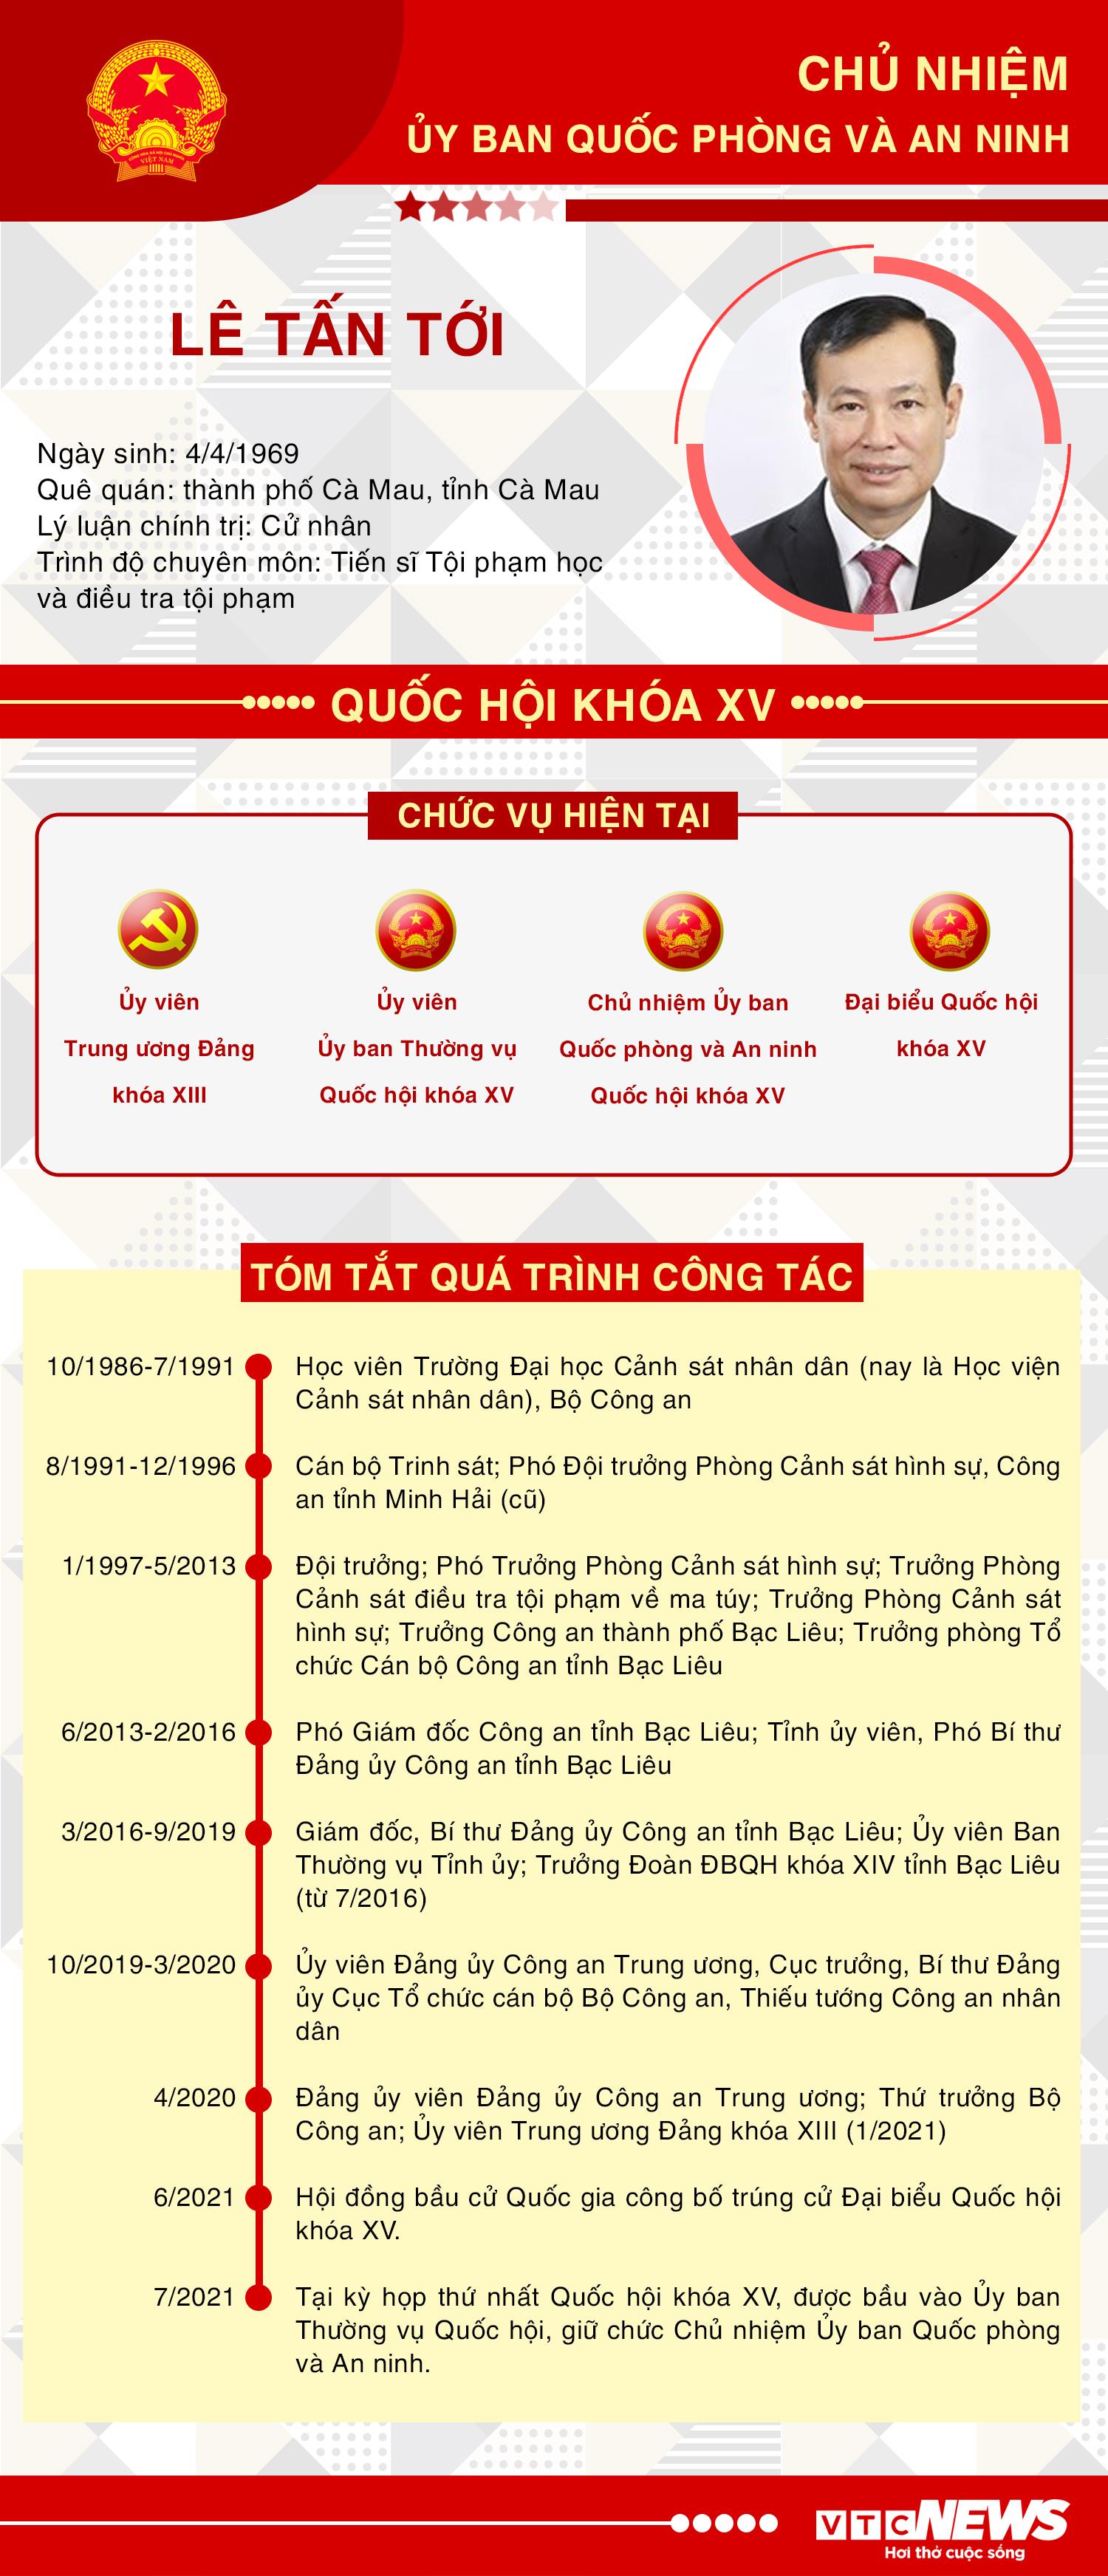 CHỦ NHIỆM
ỦY BAN QUỐC PHÒNG VÀ AN NINH
LÊ TẤN TỚI
Ngày sinh: 4/4/1969
Quê quán: thành phố Cà Mau, tỉnh Cà Mau
Lý luận chính trị: Cử nhân
Trình độ chuyên môn: Tiến sĩ Tội phạm học
và điều tra tội phạm
QUỐC HỘI KHÓA XV
CHỨC VỤ HIỆN TẠI
Ủy viên
Trung ương Đảng
khóa XIII
Ủy viên
Ủy ban Thường vụ
Quốc hội khóa XV
Chủ nhiệm Ủy ban
Quốc phòng và An ninh
Quốc hội khóa XV
Đại biểu Quốc hội
khóa XV
TÓM TẮT QUÁ TRÌNH CÔNG TÁC
10/1986-7/1991
Học viên Trường Đại học Cảnh sát nhân dân (nay là Học viện
Cảnh sát nhân dân), Bộ Công an
8/1991-12/1996
Cán bộ Trinh sát; Phó Đội trưởng Phòng Cảnh sát hình sự, Công
an tỉnh Minh Hải (cũ)
1/1997-5/2013
Đội trưởng; Phó Trưởng Phòng Cảnh sát hình sự; Trưởng Phòng
Cảnh sát điều tra tội phạm về ma túy; Trưởng Phòng Cảnh sát
hình sự; Trưởng Công an thành phố Bạc Liêu; Trưởng phòng Tổ
chức Cán bộ Công an tỉnh Bạc Liêu
6/2013-2/2016
Phó Giám đốc Công an tỉnh Bạc Liêu; Tỉnh ủy viên, Phó Bí thư
Đảng ủy Công an tỉnh Bạc Liêu
3/2016-9/2019
Giám đốc, Bí thư Đảng ủy Công an tỉnh Bạc Liêu; Ủy viên Ban
Thường vụ Tỉnh ủy; Trưởng Đoàn ĐBQH khóa XIV tỉnh Bạc Liêu
(từ 7/2016)
10/2019-3/2020
Ủy viên Đảng ủy Công an Trung ương, Cục trưởng, Bí thư Đảng
ủy Cục Tổ chức cán bộ Bộ Công an, Thiếu tướng Công an nhân
dân
4/2020
Đảng ủy viên Đảng ủy Công an Trung ương; Thứ trưởng Bộ
Công an; Ủy viên Trung ương Đảng khóa XIII (1/2021)
6/2021
Hội đồng bầu cử Quốc gia công bố trúng cử Đại biểu Quốc hội
khóa XV.
7/2021
Tại kỳ họp thứ nhất Quốc hội khóa XV, được bầu vào Ủy ban
Thường vụ Quốc hội, giữ chức Chủ nhiệm Ủy ban Quốc phòng
và An ninh.
VTCNEWS
Hơi thở cuộc sống